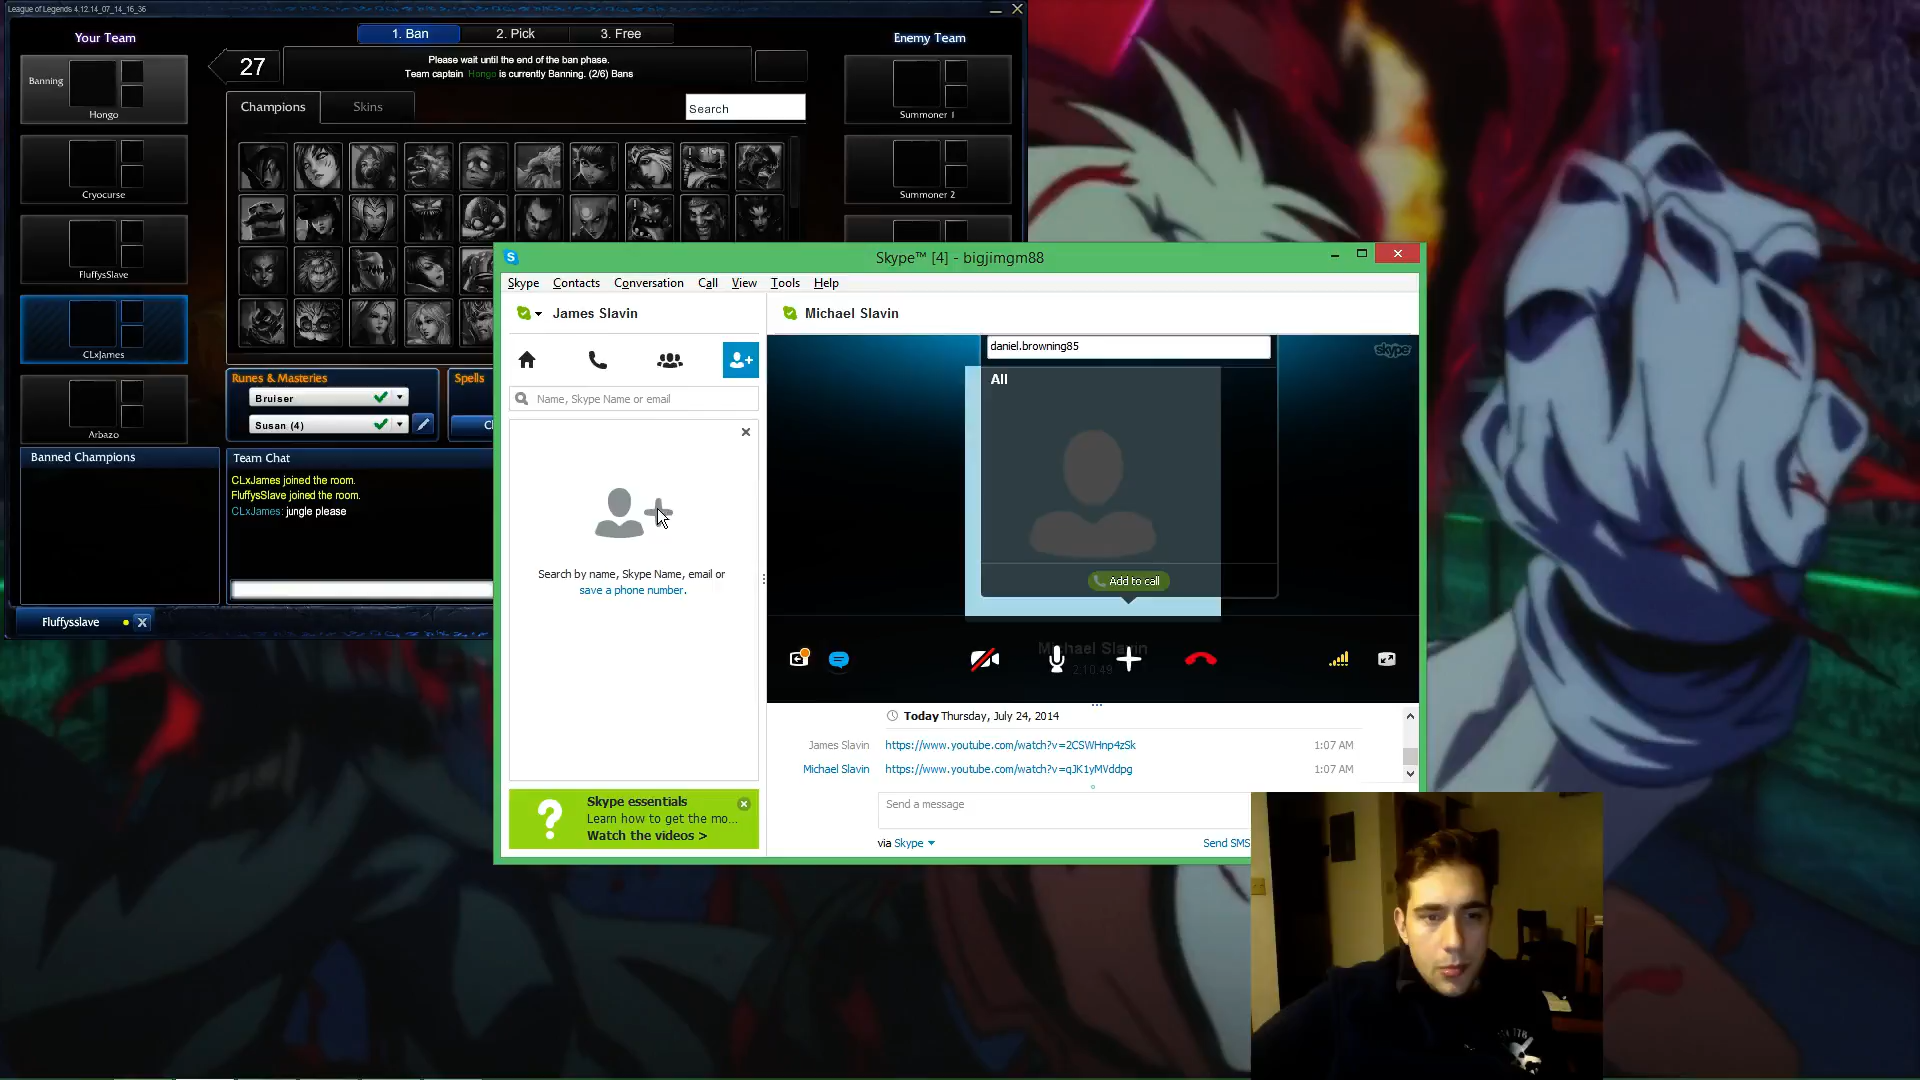 League of Legends 4.12.14_07_14_16_36
Your Team
1. Ban
2. Pick
3. Free
Enemy Team
27
Please wait until the end of the ban phase.
Team captain Hongo is currently Banning. (2/6) Bans
Banning
Hongo
Champions
Skins
Search
Summoner 1
Cryocurse
Summoner 2
FluffysSlave
CLxJames
Arbazo
Runes & Masteries
Spells
Bruiser
Susan (4)
Banned Champions
Team Chat
CLxJames joined the room.
FluffysSlave joined the room.
CLxJames: jungle please
Fluffysslave
X
Skype™ [4] - bigjimgm88
Skype
Contacts
Conversation
Call
View
Tools
Help
James Slavin
Michael Slavin
Name, Skype Name or email
daniel.browning85
skype
All
Search by name, Skype Name, email or
save a phone number.
Add to call
Michael Slavin
2:10:49
Today Thursday, July 24, 2014
James Slavin
https://www.youtube.com/watch?v=2CSWHnp4zSk
1:07 AM
Michael Slavin
https://www.youtube.com/watch?v=qJK1yMVddpg
1:07 AM
Skype essentials
Learn how to get the mo...
Watch the videos >
Send a message
via Skype
Send SMS